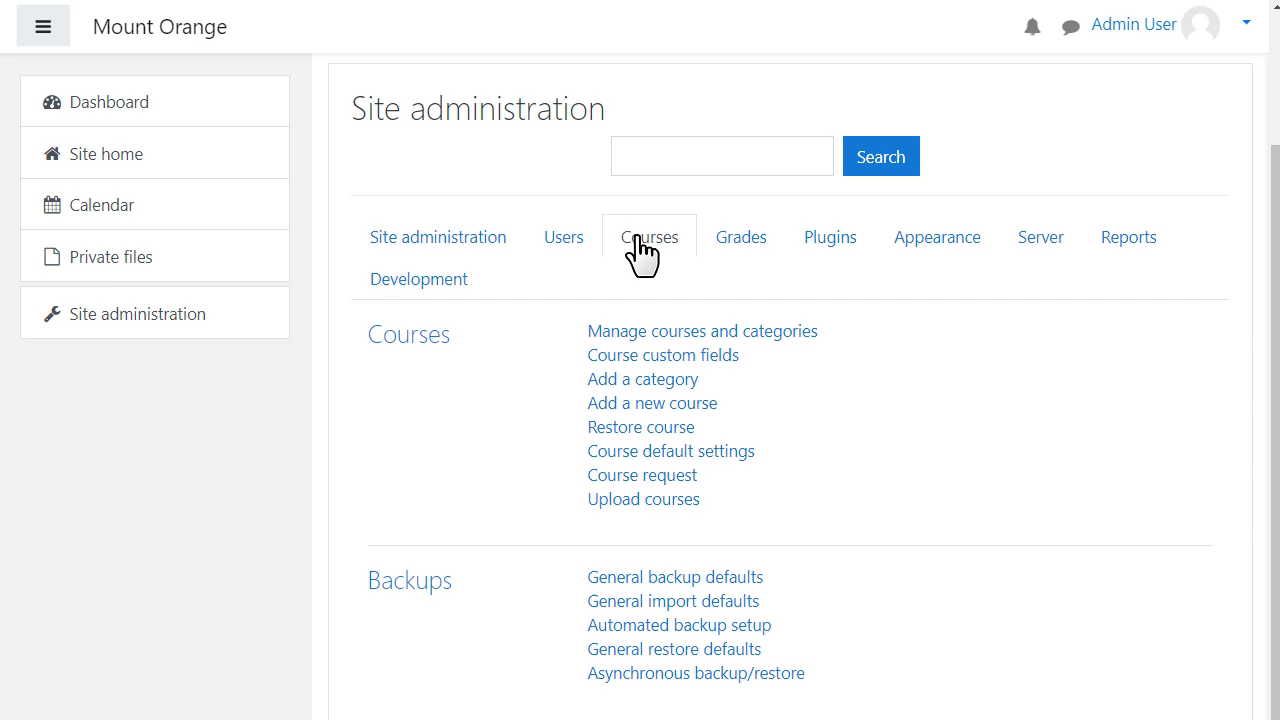 Mount Orange
Admin User
Dashboard
Site home
Calendar
Private files
Site administration
Site administration
Search
Site administration Users Courses Grades Plugins Appearance Server Reports
Development
Courses
Manage courses and categories
Course custom fields
Add a category
Add a new course
Restore course
Course default settings
Course request
Upload courses
Backups
General backup defaults
General import defaults
Automated backup setup
General restore defaults
Asynchronous backup/restore